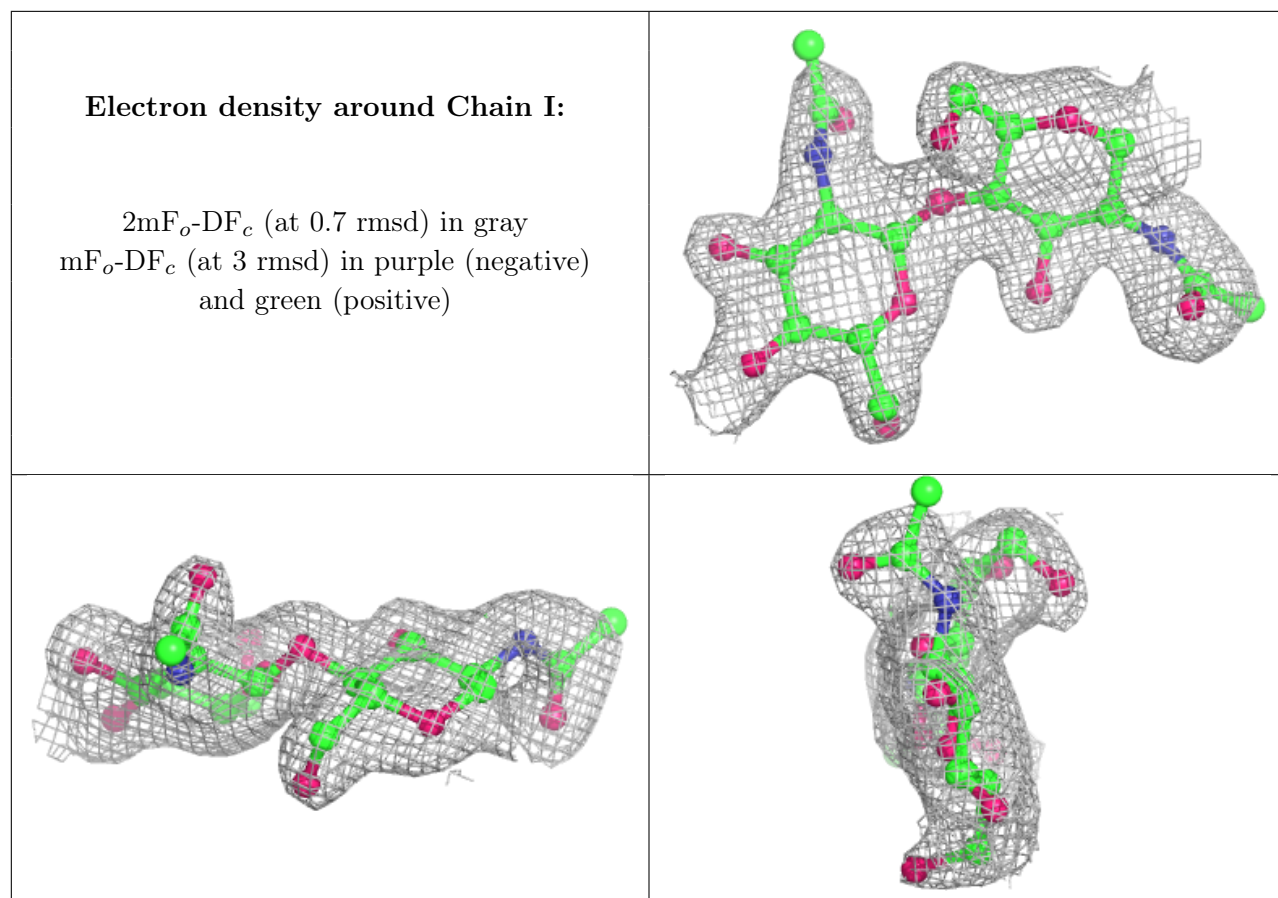 Electron density around Chain I:
2mFₒ-DF𝒸 (at 0.7 rmsd) in gray
mFₒ-DF𝒸 (at 3 rmsd) in purple (negative)
and green (positive)